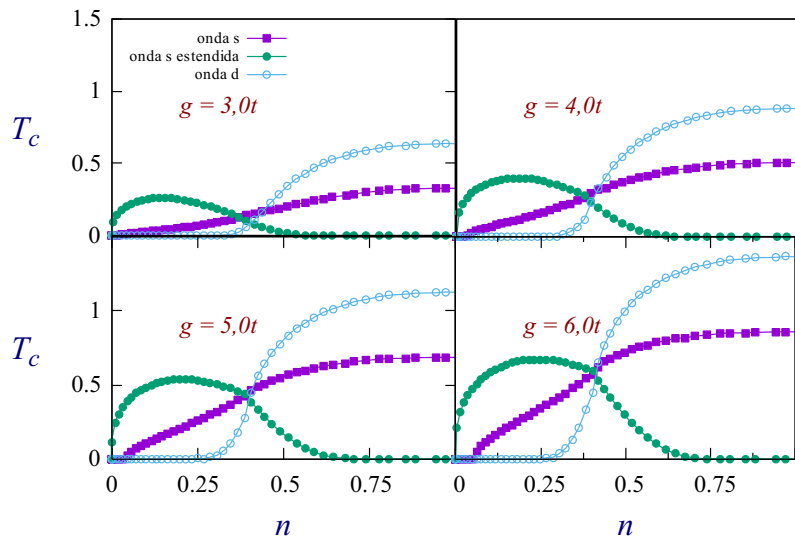 1.5
onda s
onda s estendida
onda d
g = 3,0t
g = 4,0t
1
T_c
0.5
0
g = 5,0t
g = 6,0t
1
T_c
0.5
0
0 0.25 0.5 0.75 0 0.25 0.5 0.75
n n